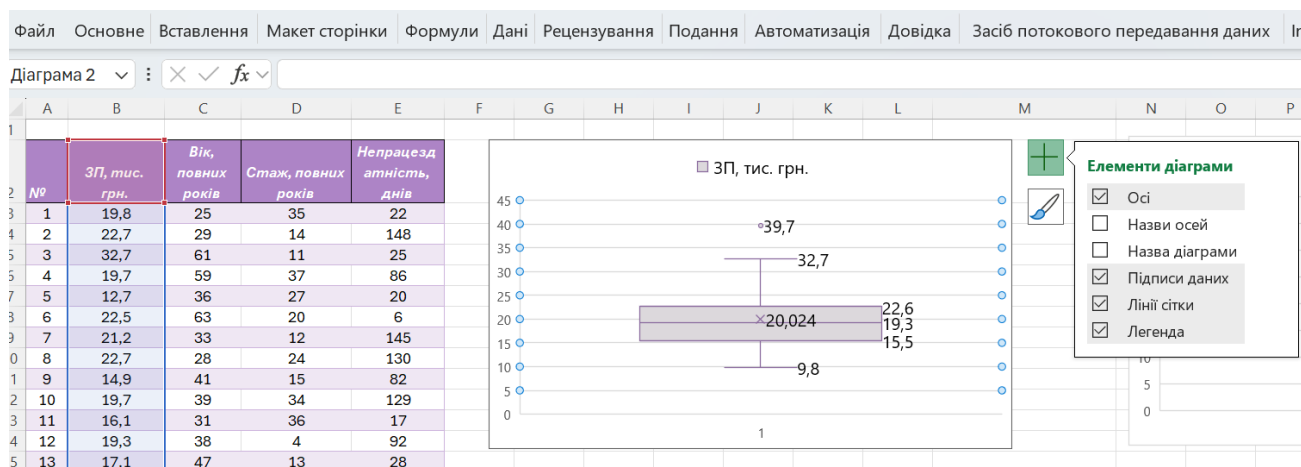 Файл Основне Вставлення Макет сторінки Формули Дані Рецензування Подання Автоматизація Довідка Засіб потокового передавання даних
Діаграма 2 fx
A B C D E F G H I J K L M N O P
1
№ ЗП, тис. грн. Вік, повних років Стаж, повних років Непрацездатність, днів
1 19,8 25 35 22
2 22,7 29 14 148
3 32,7 61 11 25
4 19,7 59 37 86
5 12,7 36 27 20
6 22,5 63 20 6
7 21,2 33 12 145
8 22,7 28 24 130
9 14,9 41 15 82
10 19,7 39 34 129
11 16,1 31 36 17
12 19,3 38 4 92
13 17,1 47 13 28
ЗП, тис. грн.
45
40
35
30
25
20
15
10
5
0
39,7
32,7
22,6
20,024
19,3
15,5
9,8
1
Елементи діаграми
Осі
Назви осей
Назва діаграми
Підписи даних
Лінії сітки
Легенда
10
5
0